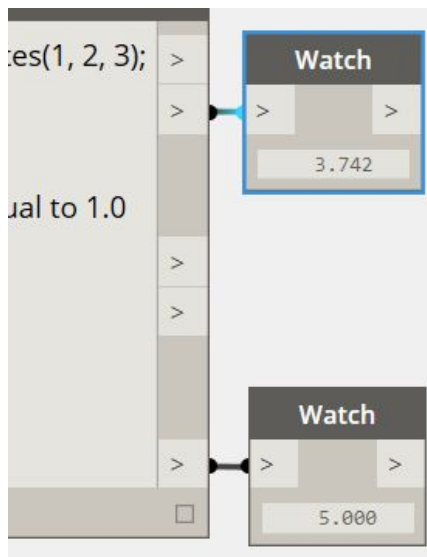 tes(1, 2, 3); >
Watch
>
> >
3.742
ual to 1.0
>
>
Watch
>
> >
5.000